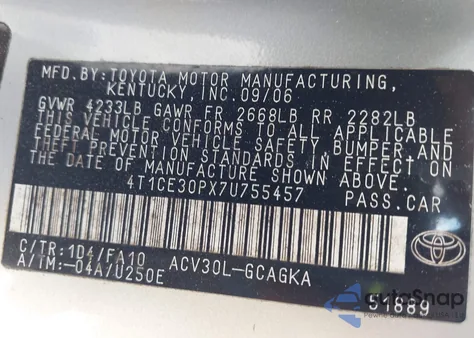 MFD. BY: TOYOTA MOTOR MANUFACTURING,
KENTUCKY, INC. 09/06
GVWR 4233LB GAWR FR 2668LB RR 2282LB
THIS VEHICLE CONFORMS TO ALL APPLICABLE
FEDERAL MOTOR VEHICLE SAFETY, BUMPER AND
THEFT PREVENTION STANDARDS IN EFFECT ON
THE DATE OF MANUFACTURE SHOWN ABOVE.
4T1CE30PX7U755457 PASS.CAR
C/TR: 1D4/FA10 ACV30L-GCAGKA
A/TM: -04A/U250E
TOYOTA
51889
autoSnap